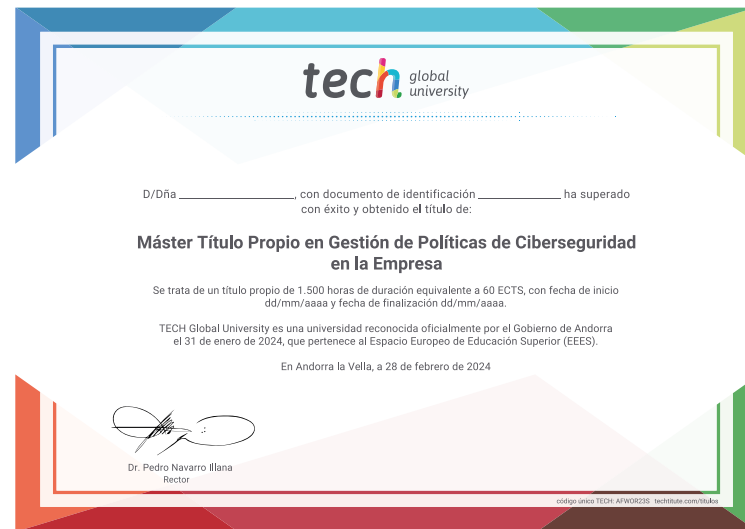 tech global university
D/Dña ____________, con documento de identificación ____________ ha superado
con éxito y obtenido el título de:
Máster Título Propio en Gestión de Políticas de Ciberseguridad
en la Empresa
Se trata de un título propio de 1.500 horas de duración equivalente a 60 ECTS, con fecha de inicio
dd/mm/aaaa y fecha de finalización dd/mm/aaaa.
TECH Global University es una universidad reconocida oficialmente por el Gobierno de Andorra
el 31 de enero de 2024, que pertenece al Espacio Europeo de Educación Superior (EEES).
En Andorra la Vella, a 28 de febrero de 2024
Dr. Pedro Navarro Illana
Rector
código único TECH: AFWOR23S techtitute.com/titulos